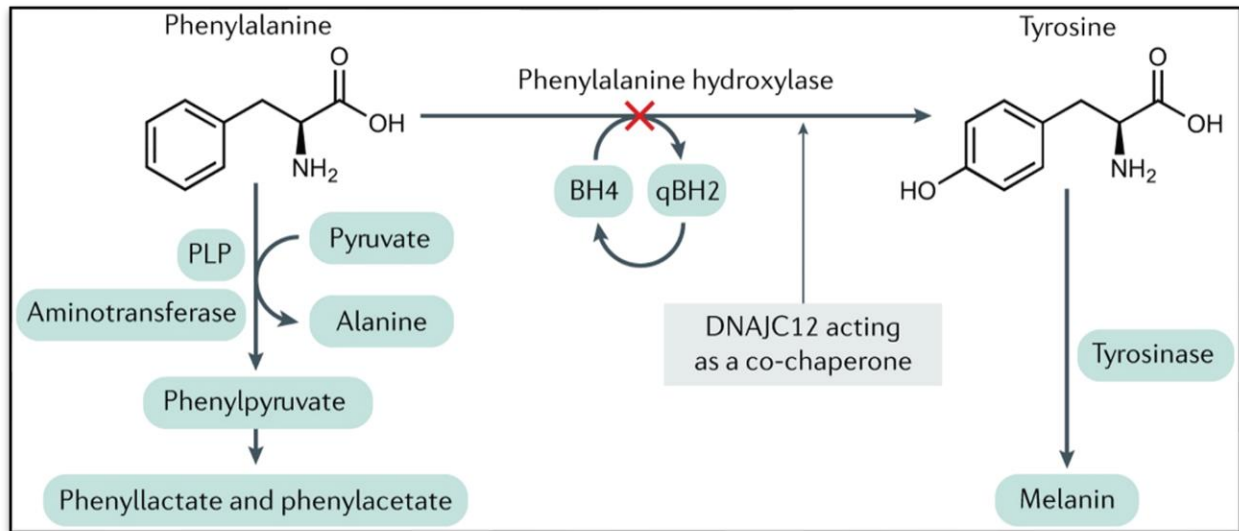 Phenylalanine
Tyrosine
Phenylalanine hydroxylase
O
OH
NH₂
O
OH
NH₂
HO
BH4
qBH2
PLP
Pyruvate
Aminotransferase
Alanine
DNAJC12 acting
as a co-chaperone
Tyrosinase
Phenylpyruvate
Phenyllactate and phenylacetate
Melanin